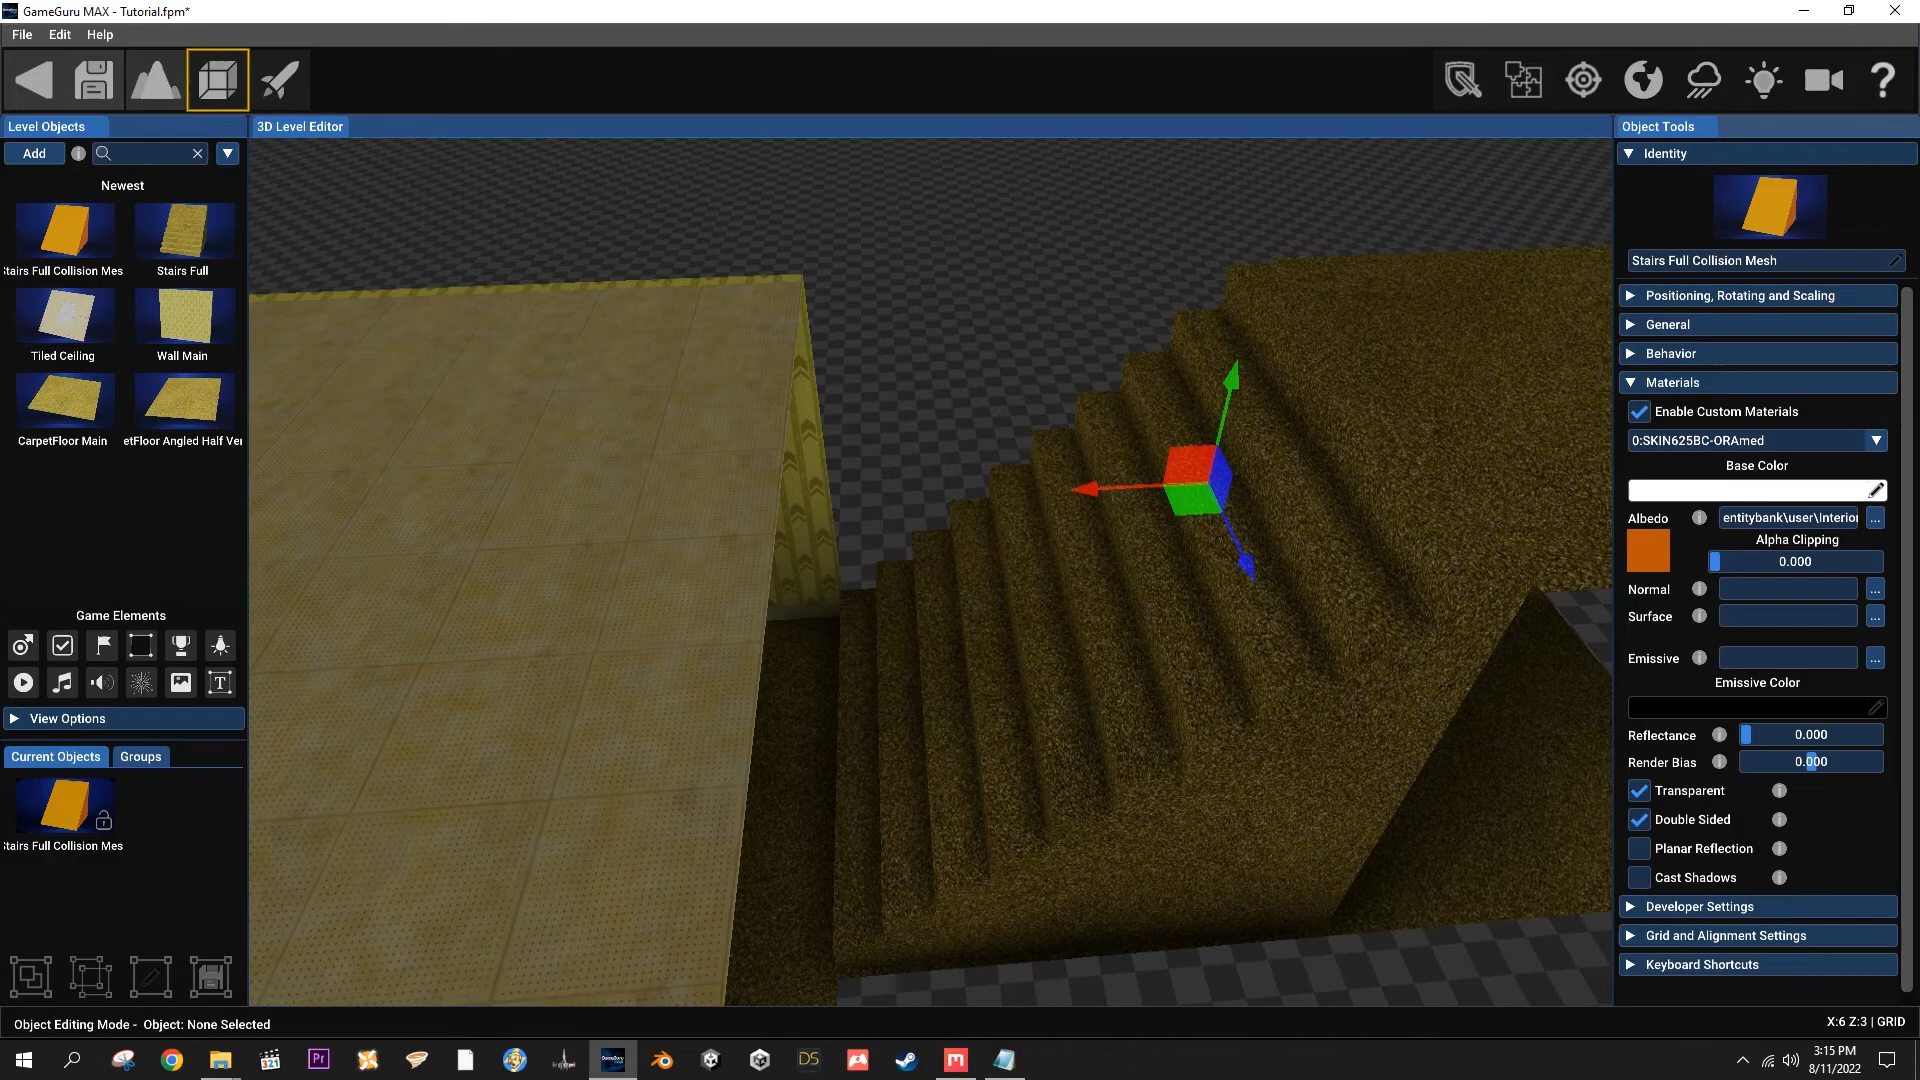 GameGuru MAX - Tutorial.fpm*
File Edit Help
Level Objects
3D Level Editor
Object Tools
Add
Identity
Newest
Stairs Full Collision Mesh
tairs Full Collision Mes
Stairs Full
Positioning, Rotating and Scaling
General
Tiled Ceiling
Wall Main
Behavior
Materials
Enable Custom Materials
CarpetFloor Main
etFloor Angled Half Ver
0:SKIN625BC-ORAmed
Base Color
Albedo
entitybank\user\Interior
...
Alpha Clipping
0.000
Normal
...
Surface
...
Game Elements
Emissive
...
Emissive Color
View Options
Reflectance
0.000
Current Objects
Groups
Render Bias
0.000
Transparent
Double Sided
tairs Full Collision Mes
Planar Reflection
Cast Shadows
Developer Settings
Grid and Alignment Settings
Keyboard Shortcuts
Object Editing Mode - Object: None Selected
X:6 Z:3 | GRID
321
Pr
DS
3:15 PM
8/11/2022